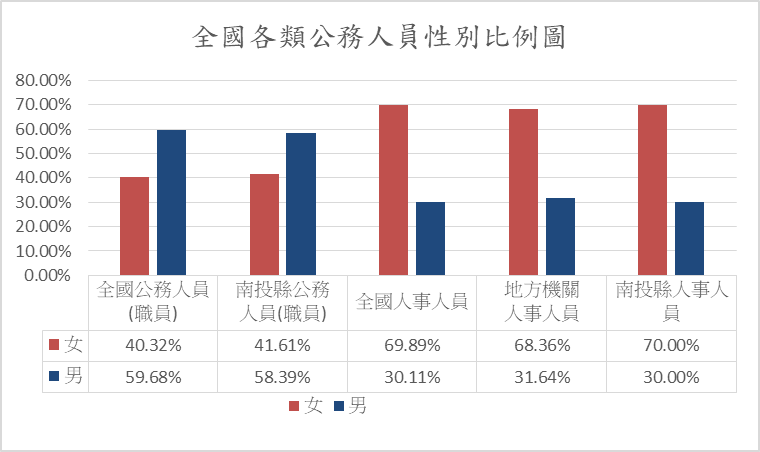 全國各類公務人員性別比例圖
80.00%
70.00%
60.00%
50.00%
40.00%
30.00%
20.00%
10.00%
0.00%
全國公務人員
(職員)
南投縣公務
人員(職員)
全國人事人員
地方機關
人事人員
南投縣人事人
員
女 40.32% 41.61% 69.89% 68.36% 70.00%
男 59.68% 58.39% 30.11% 31.64% 30.00%
女 男